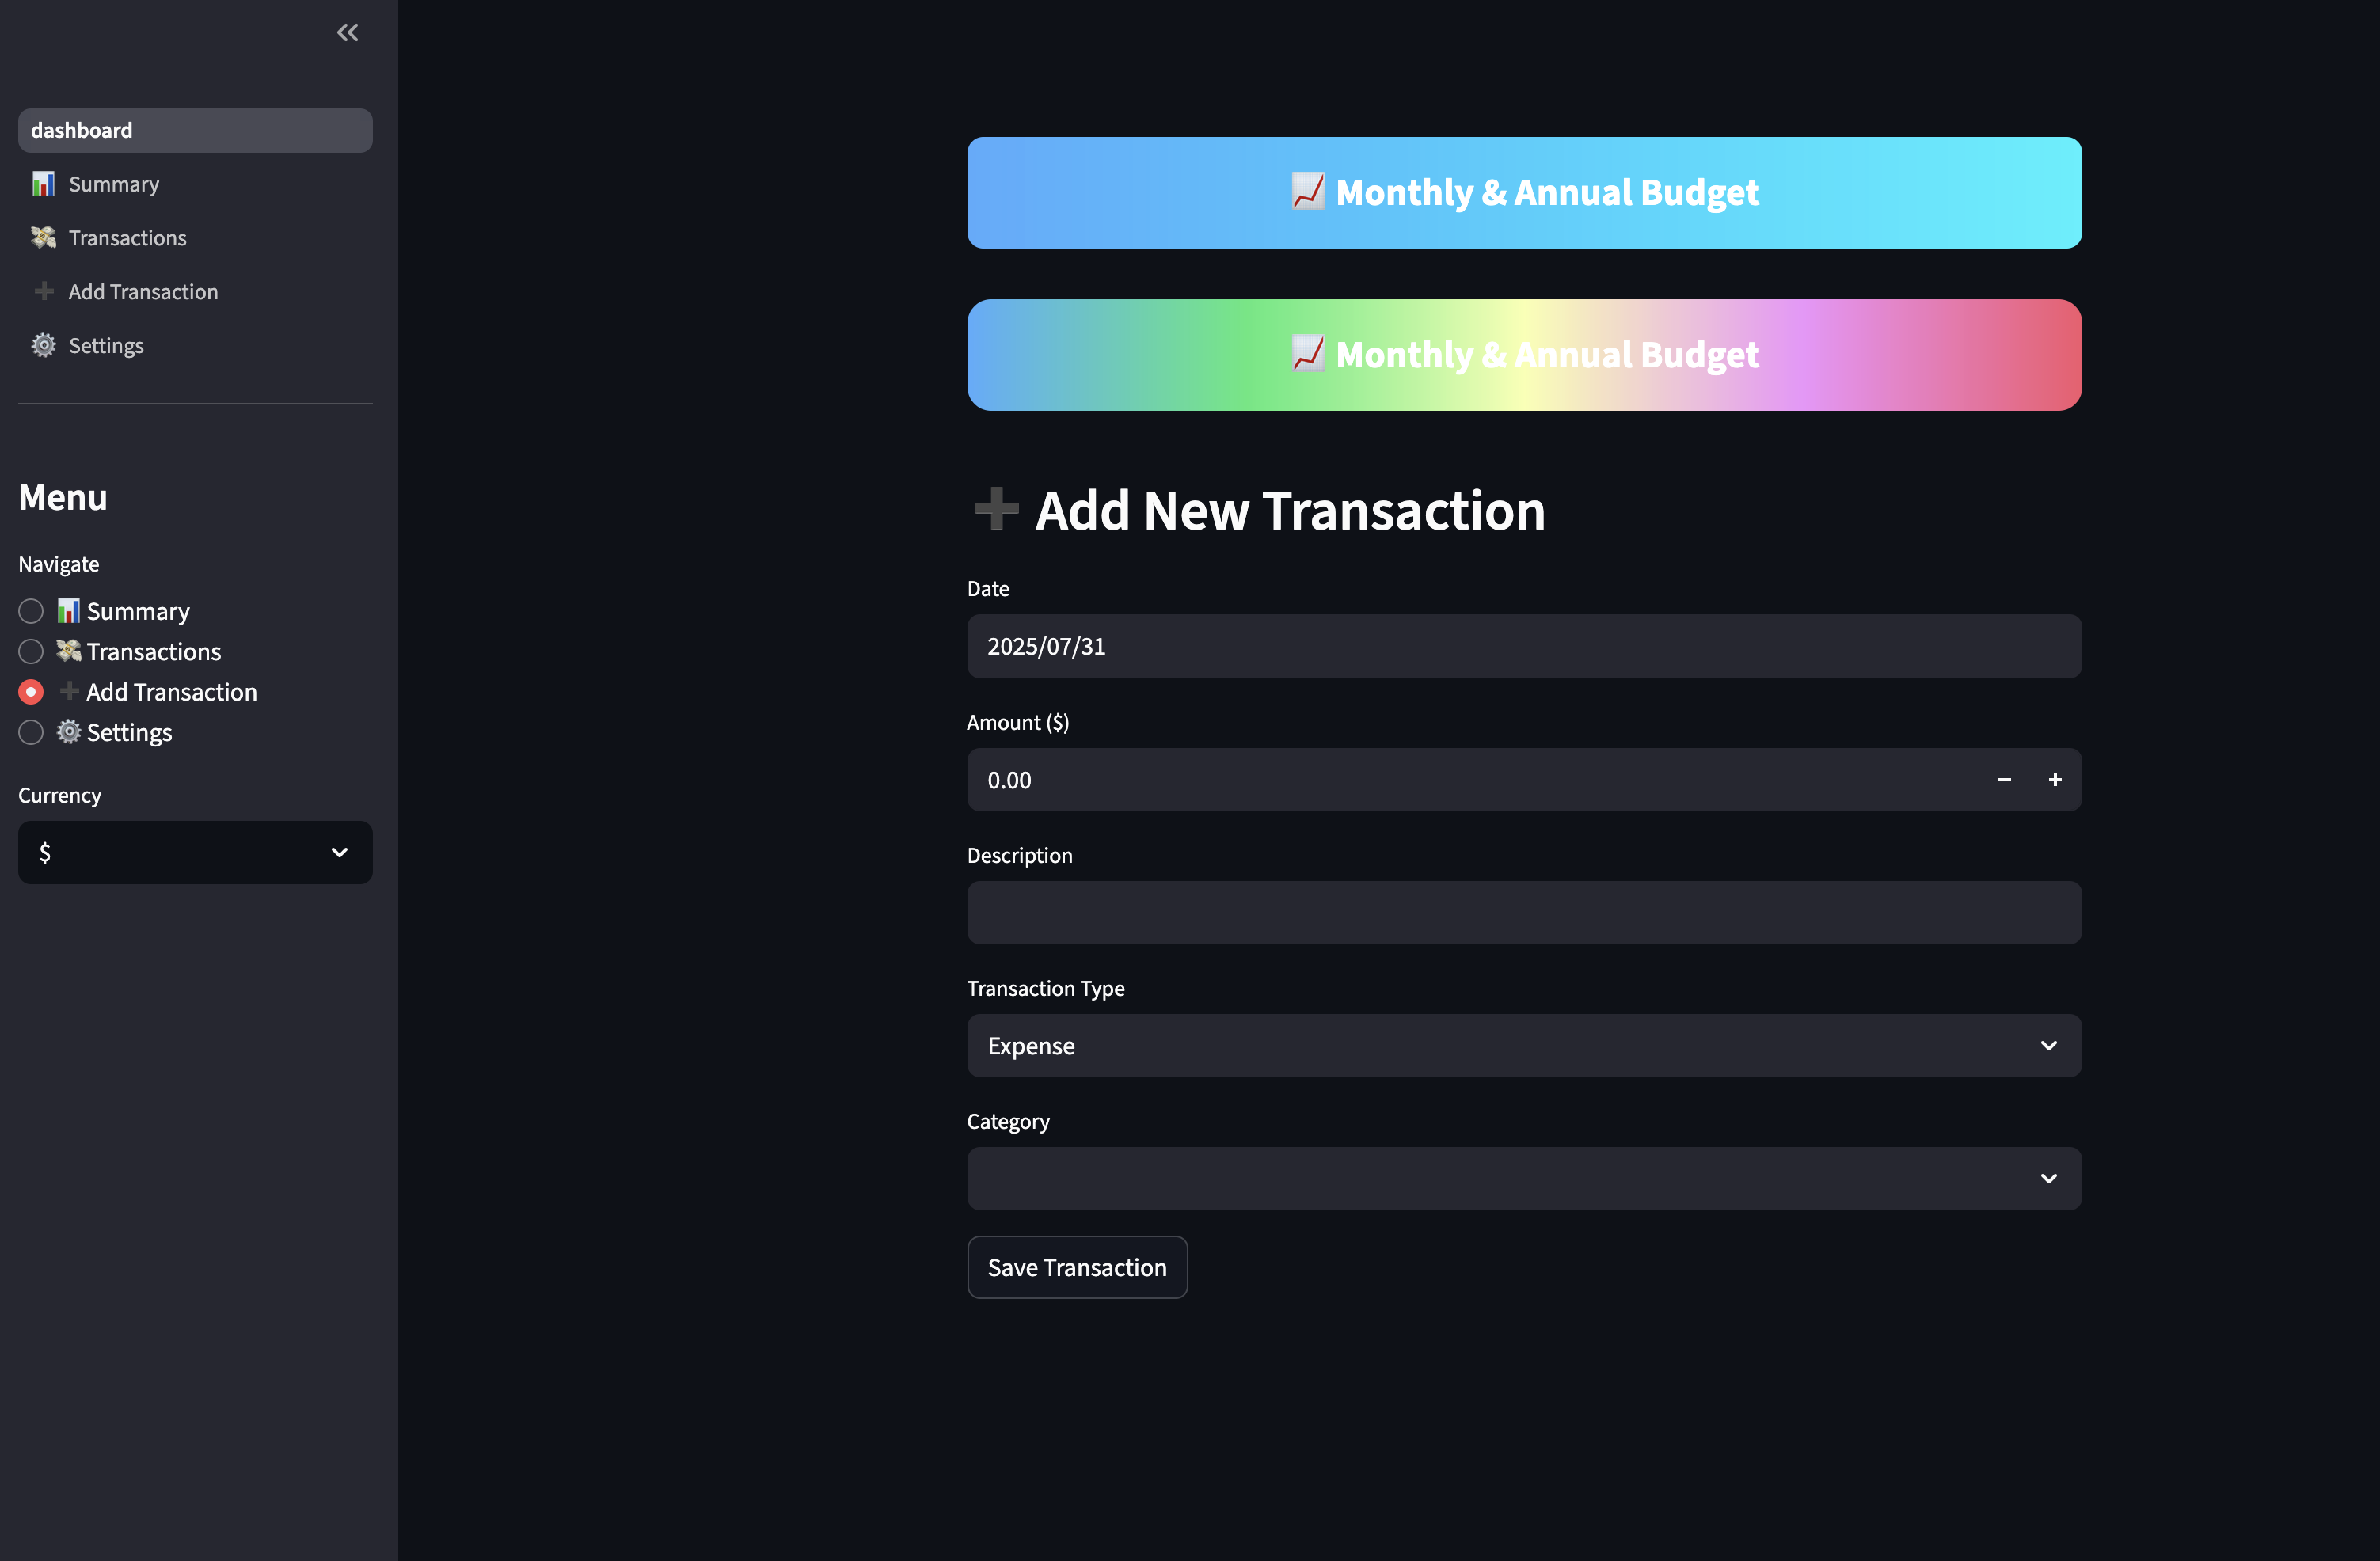 dashboard
📊 Summary
💸 Transactions
➕ Add Transaction
⚙️ Settings
Menu
Navigate
📊 Summary
💸 Transactions
➕ Add Transaction
⚙️ Settings
Currency
$
📈 Monthly & Annual Budget
📈 Monthly & Annual Budget
➕ Add New Transaction
Date
2025/07/31
Amount ($)
0.00
Description
Transaction Type
Expense
Category
Save Transaction